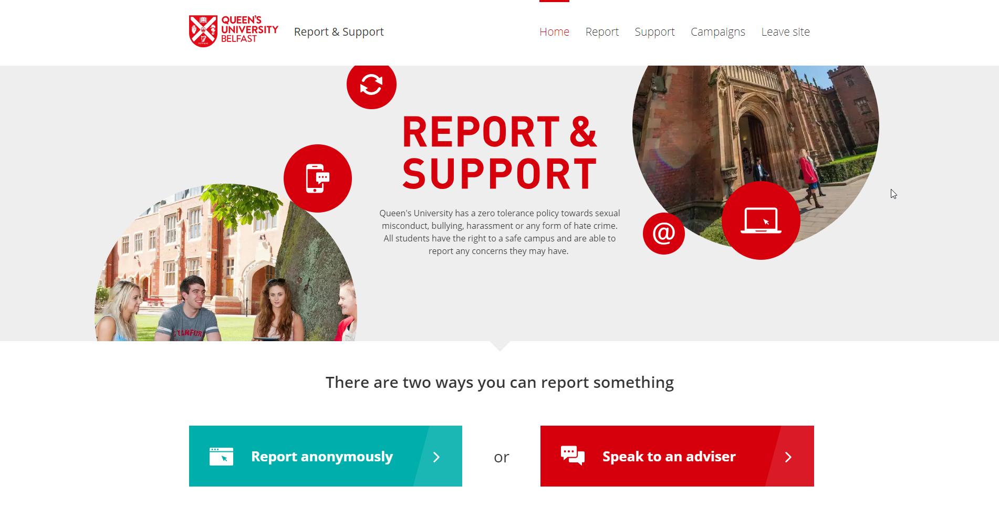 QUEEN'S
UNIVERSITY
BELFAST
Report & Support
Home Report Support Campaigns Leave site
REPORT &
SUPPORT
Queen's University has a zero tolerance policy towards sexual
misconduct, bullying, harassment or any form of hate crime.
All students have the right to a safe campus and are able to
report any concerns they may have.
@
STANFORD
There are two ways you can report something
Report anonymously
or
Speak to an adviser